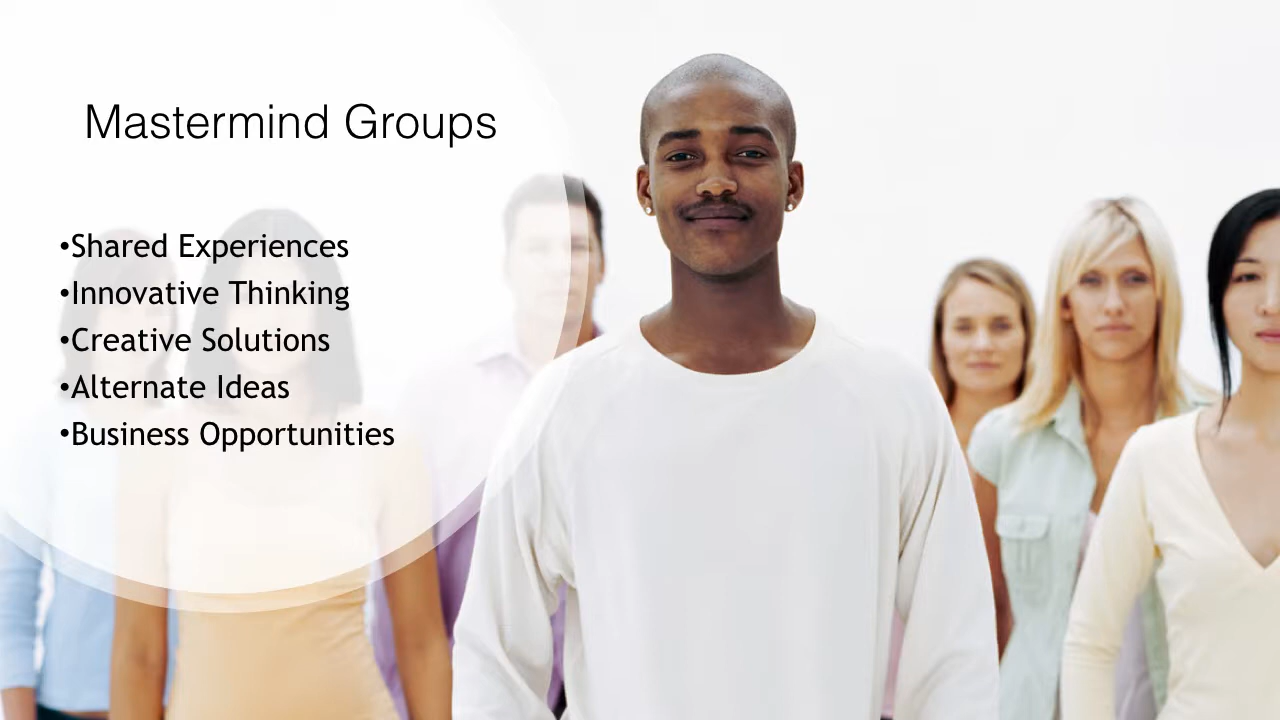 Mastermind Groups
•Shared Experiences
•Innovative Thinking
•Creative Solutions
•Alternate Ideas
•Business Opportunities